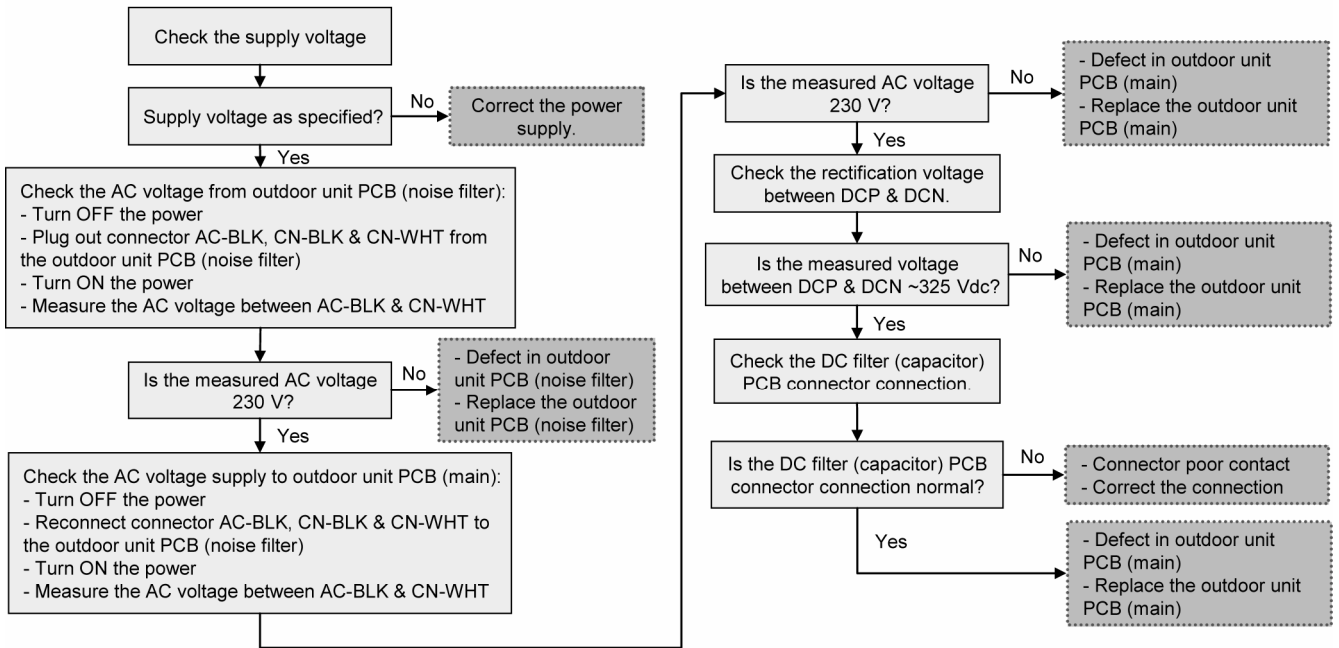 Check the supply voltage
Supply voltage as specified?
No
Correct the power
supply.
Yes
Check the AC voltage from outdoor unit PCB (noise filter):
- Turn OFF the power
- Plug out connector AC-BLK, CN-BLK & CN-WHT from
the outdoor unit PCB (noise filter)
- Turn ON the power
- Measure the AC voltage between AC-BLK & CN-WHT
Is the measured AC voltage
230 V?
No
- Defect in outdoor
unit PCB (noise filter)
- Replace the outdoor
unit PCB (noise filter)
Yes
Check the AC voltage supply to outdoor unit PCB (main):
- Turn OFF the power
- Reconnect connector AC-BLK, CN-BLK & CN-WHT to
the outdoor unit PCB (noise filter)
- Turn ON the power
- Measure the AC voltage between AC-BLK & CN-WHT
Is the measured AC voltage
230 V?
No
- Defect in outdoor unit
PCB (main)
- Replace the outdoor unit
PCB (main)
Yes
Check the rectification voltage
between DCP & DCN.
Is the measured voltage
between DCP & DCN ~325 Vdc?
No
- Defect in outdoor unit
PCB (main)
- Replace the outdoor unit
PCB (main)
Yes
Check the DC filter (capacitor)
PCB connector connection.
Is the DC filter (capacitor) PCB
connector connection normal?
No
- Connector poor contact
- Correct the connection
Yes
- Defect in outdoor unit
PCB (main)
- Replace the outdoor unit
PCB (main)